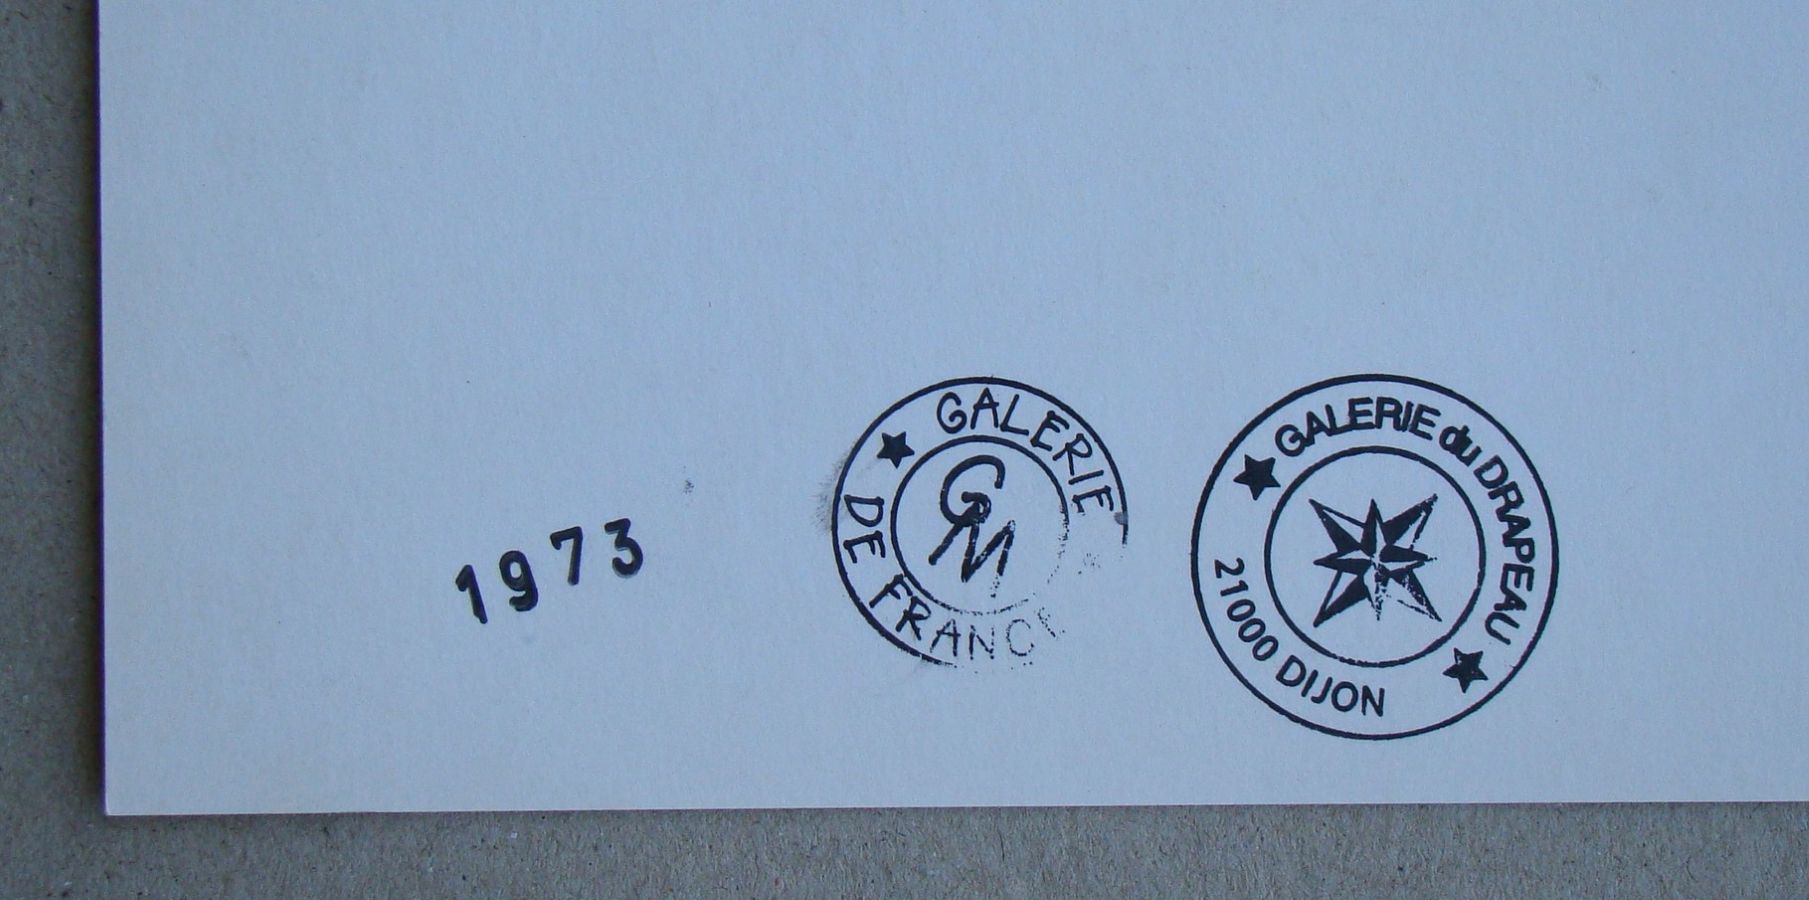 1973
GALERIE
DE FRANCE
GM
GALERIE du DRAPEAU
21000 DIJON